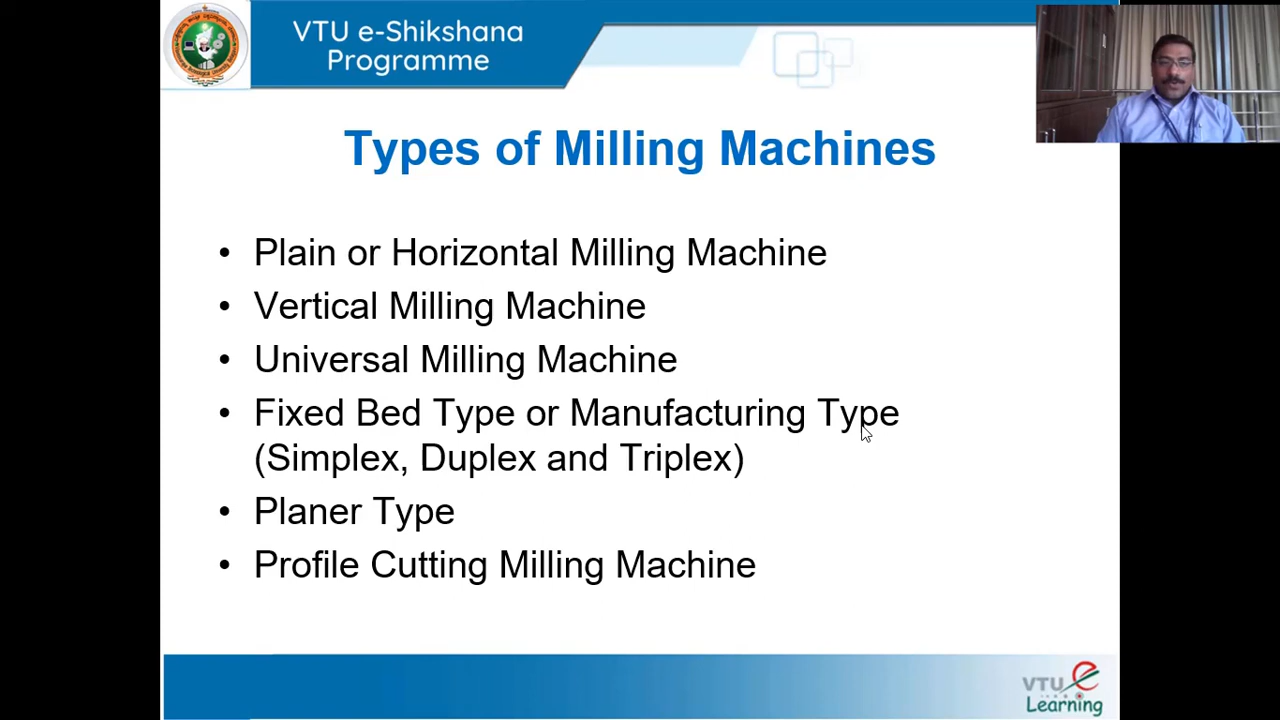 VTU e-Shikshana
Programme
Types of Milling Machines
• Plain or Horizontal Milling Machine
• Vertical Milling Machine
• Universal Milling Machine
• Fixed Bed Type or Manufacturing Type
(Simplex, Duplex and Triplex)
• Planer Type
• Profile Cutting Milling Machine
VTU e
Learning